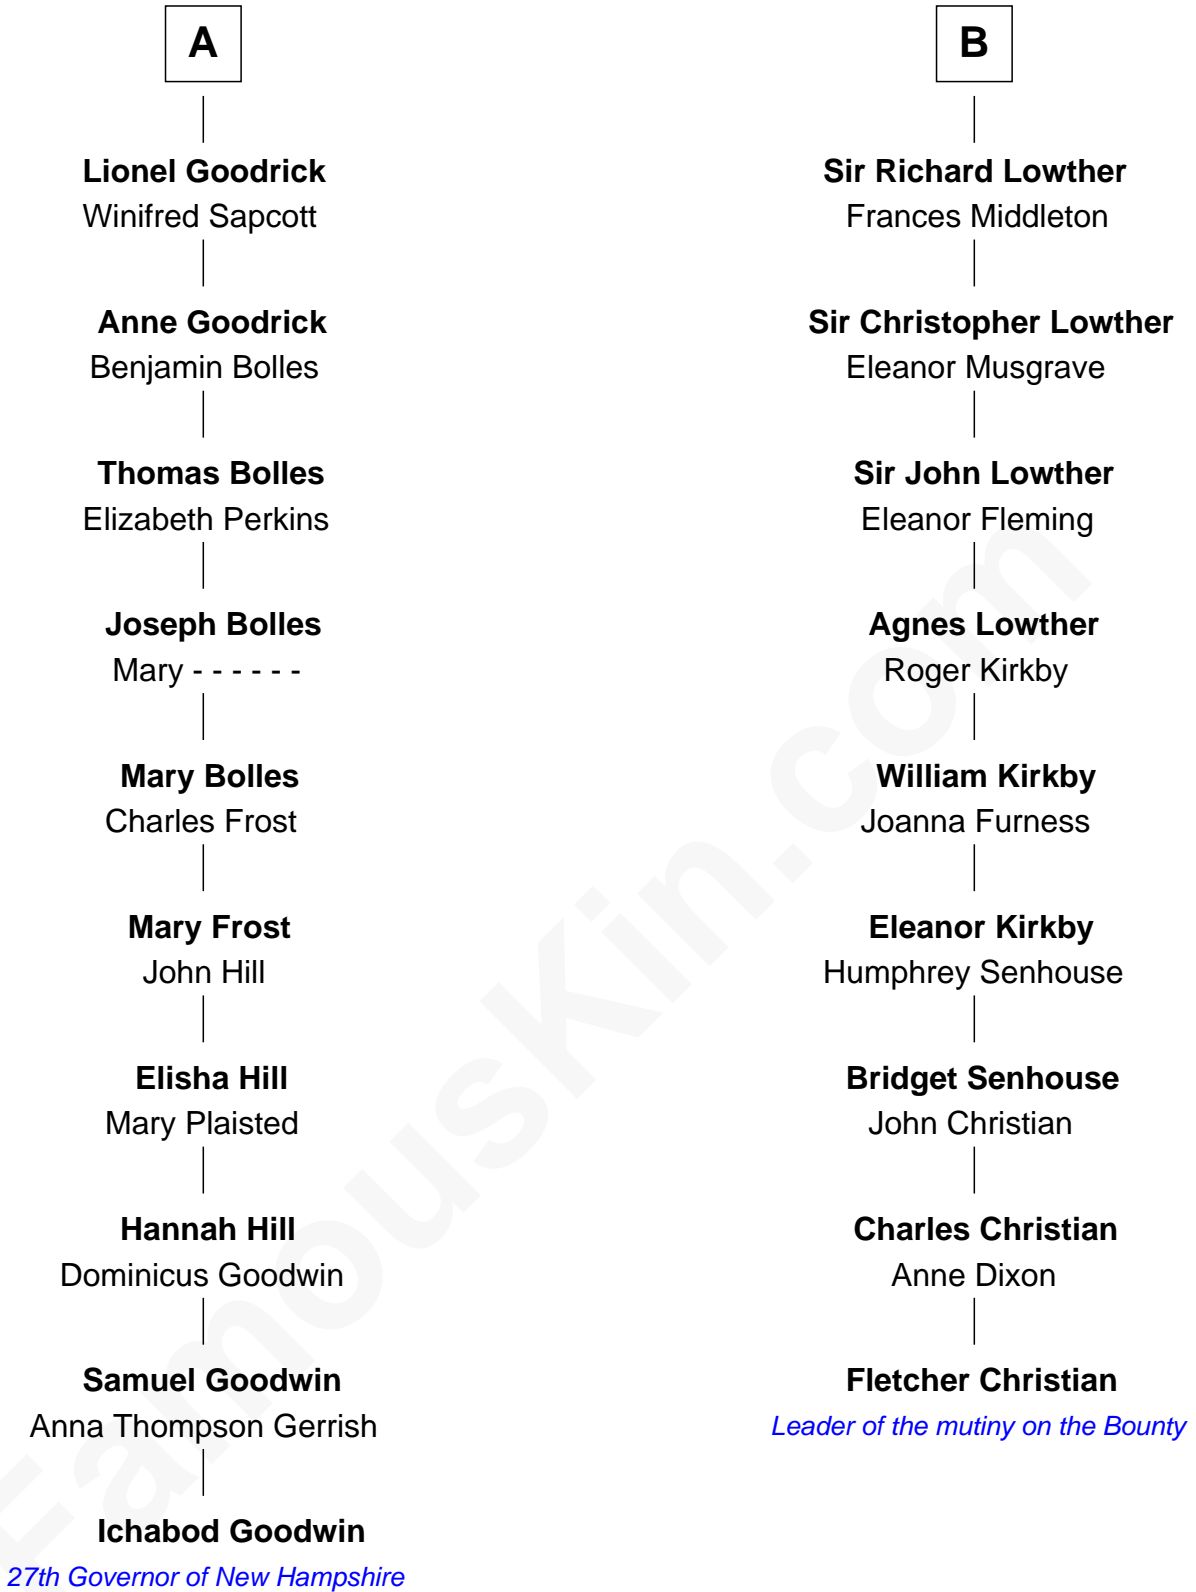 A
Lionel Goodrick
Winifred Sapcott
Anne Goodrick
Benjamin Bolles
Thomas Bolles
Elizabeth Perkins
Joseph Bolles
Mary - - - - - -
Mary Bolles
Charles Frost
Mary Frost
John Hill
Elisha Hill
Mary Plaisted
Hannah Hill
Dominicus Goodwin
Samuel Goodwin
Anna Thompson Gerrish
Ichabod Goodwin
27th Governor of New Hampshire
B
Sir Richard Lowther
Frances Middleton
Sir Christopher Lowther
Eleanor Musgrave
Sir John Lowther
Eleanor Fleming
Agnes Lowther
Roger Kirkby
William Kirkby
Joanna Furness
Eleanor Kirkby
Humphrey Senhouse
Bridget Senhouse
John Christian
Charles Christian
Anne Dixon
Fletcher Christian
Leader of the mutiny on the Bounty
FamousKin.com